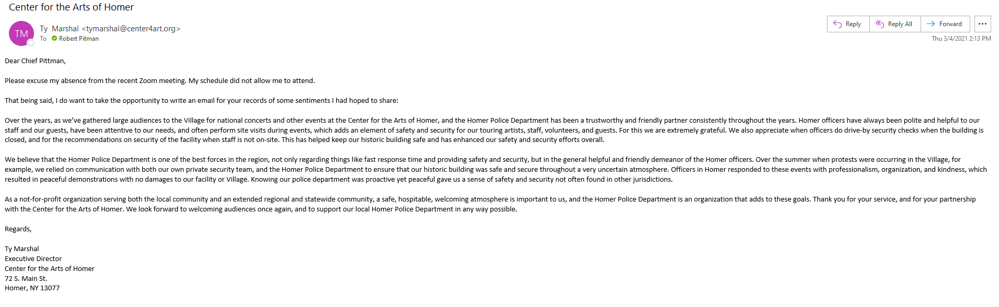 Center for the Arts of Homer
TM
Ty Marshal <tymarshal@center4art.org>
To Robert Pitman
Reply
Reply All
Forward
...
Thu 3/4/2021 2:13 PM
Dear Chief Pittman,
Please excuse my absence from the recent Zoom meeting. My schedule did not allow me to attend.
That being said, I do want to take the opportunity to write an email for your records of some sentiments I had hoped to share:
Over the years, as we’ve gathered large audiences to the Village for national concerts and other events at the Center for the Arts of Homer, and the Homer Police Department has been a trustworthy and friendly partner consistently throughout the years. Homer officers have always been polite and helpful to our
staff and our guests, have been attentive to our needs, and often perform site visits during events, which adds an element of safety and security for our touring artists, staff, volunteers, and guests. For this we are extremely grateful. We also appreciate when officers do drive-by security checks when the building is
closed, and for the recommendations on security of the facility when staff is not on-site. This has helped keep our historic building safe and has enhanced our safety and security efforts overall.
We believe that the Homer Police Department is one of the best forces in the region, not only regarding things like fast response time and providing safety and security, but in the general helpful and friendly demeanor of the Homer officers. Over the summer when protests were occurring in the Village, for
example, we relied on communication with both our own private security team, and the Homer Police Department to ensure that our historic building was safe and secure throughout a very uncertain atmosphere. Officers in Homer responded to these events with professionalism, organization, and kindness, which
resulted in peaceful demonstrations with no damages to our facility or Village. Knowing our police department was proactive yet peaceful gave us a sense of safety and security not often found in other jurisdictions.
As a not-for-profit organization serving both the local community and an extended regional and statewide community, a safe, hospitable, welcoming atmosphere is important to us, and the Homer Police Department is an organization that adds to these goals. Thank you for your service, and for your partnership
with the Center for the Arts of Homer. We look forward to welcoming audiences once again, and to support our local Homer Police Department in any way possible.
Regards,
Ty Marshal
Executive Director
Center for the Arts of Homer
72 S. Main St.
Homer, NY 13077